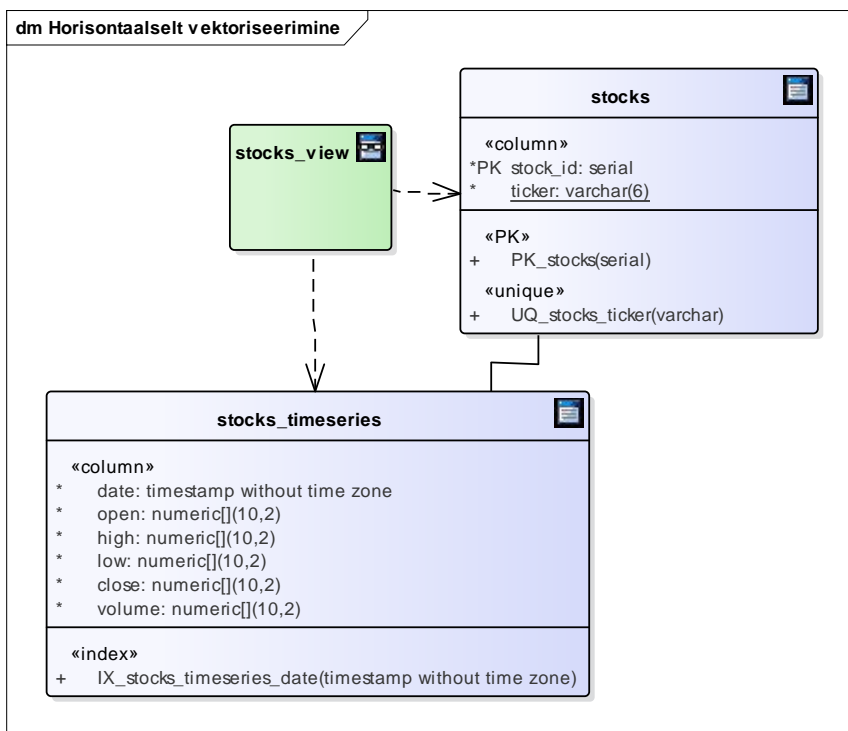 dm Horisontaalselt vektoriseerimine
stocks_view
stocks
«column»
*PK stock_id: serial
* ticker: varchar(6)
«PK»
+ PK_stocks(serial)
«unique»
+ UQ_stocks_ticker(varchar)
stocks_timeseries
«column»
* date: timestamp without time zone
* open: numeric[](10,2)
* high: numeric[](10,2)
* low: numeric[](10,2)
* close: numeric[](10,2)
* volume: numeric[](10,2)
«index»
+ IX_stocks_timeseries_date(timestamp without time zone)